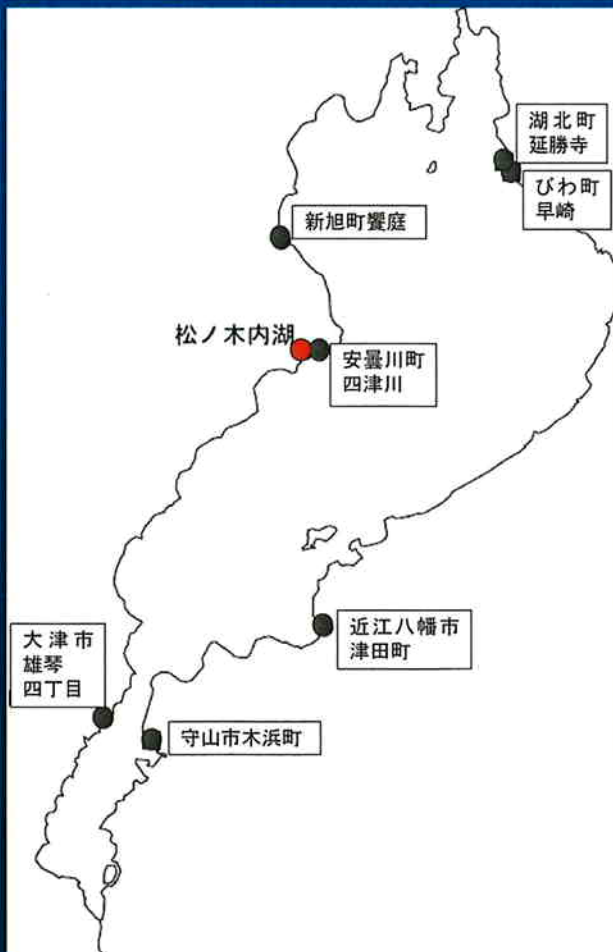 湖北町
延勝寺
びわ町
早崎
新旭町饗庭
松ノ木内湖
安曇川町
四津川
近江八幡市
津田町
大津市
雄琴
四丁目
守山市木浜町